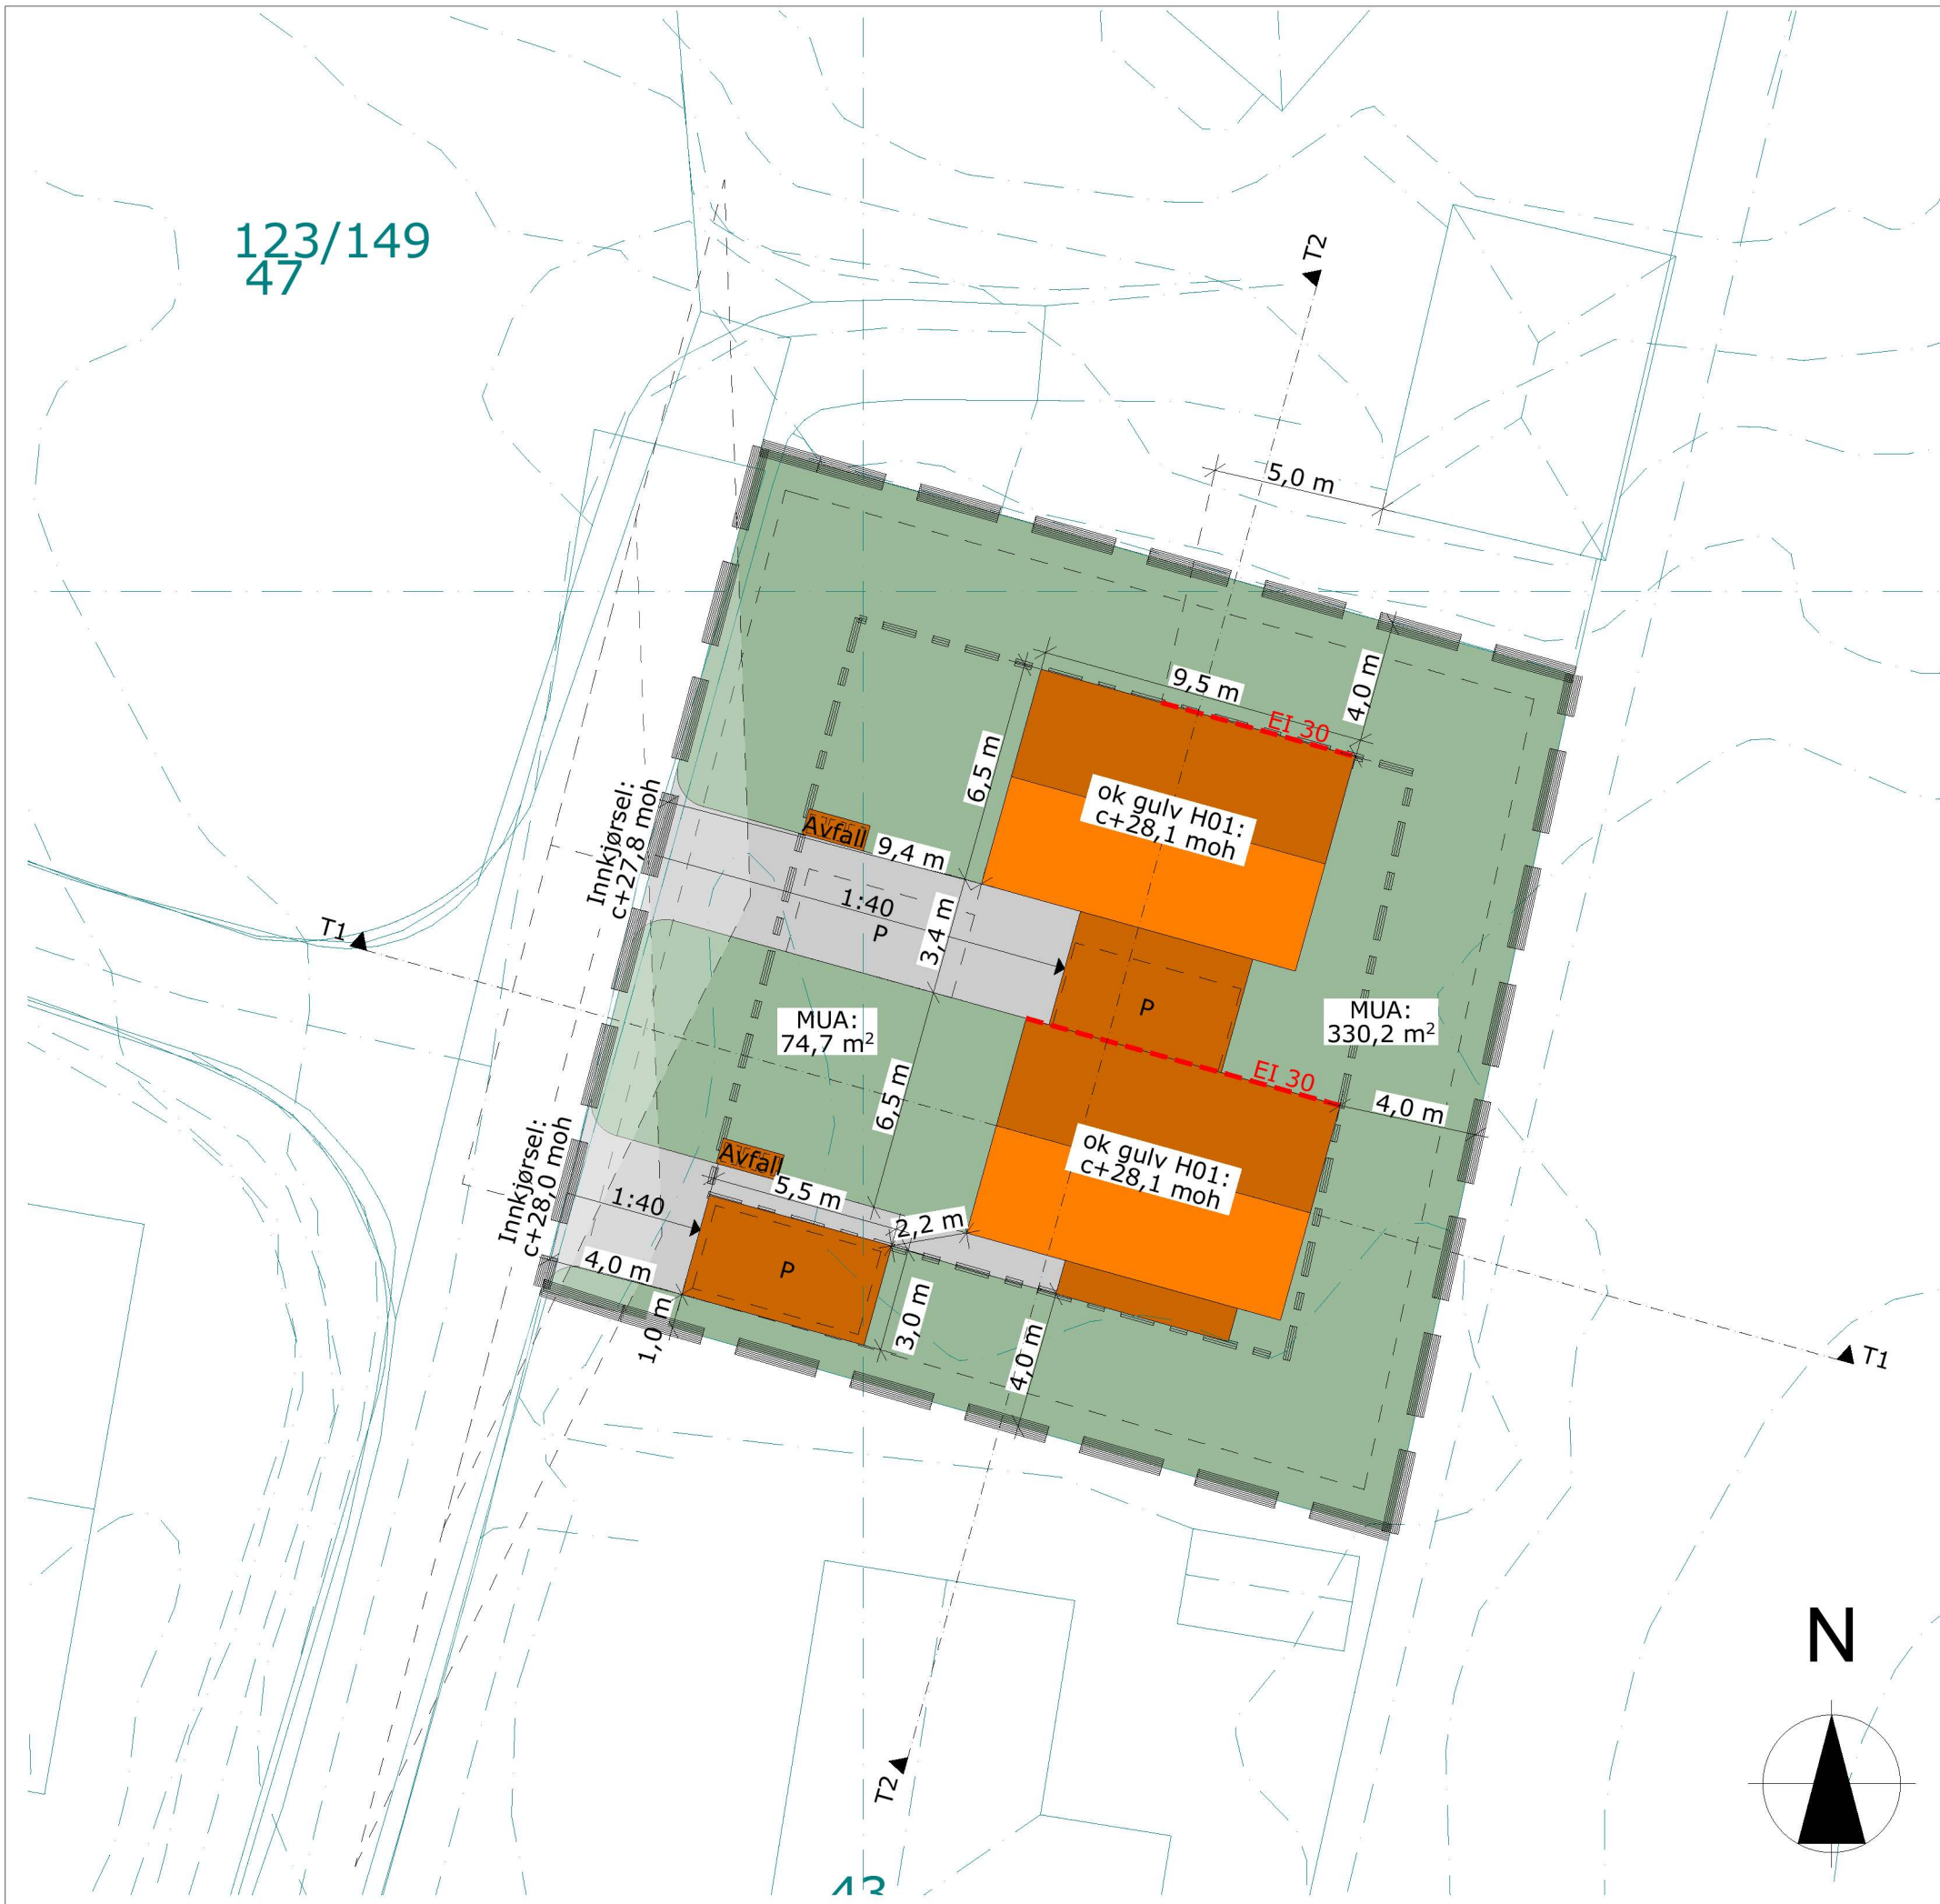 123/149
47
T2
5,0 m
9,5 m
4,0 m
EI 30
6,5 m
ok gulv H01:
c+28,1 moh
Innkjørsel:
c+27,8 moh
Avfall
9,4 m
1:40
P
3,4 m
T1
P
MUA:
74,7 m²
MUA:
330,2 m²
EI 30
4,0 m
6,5 m
ok gulv H01:
c+28,1 moh
Innkjørsel:
c+28,0 moh
Avfall
5,5 m
1:40
2,2 m
4,0 m
P
1,0 m
3,0 m
4,0 m
T1
N
T2
43